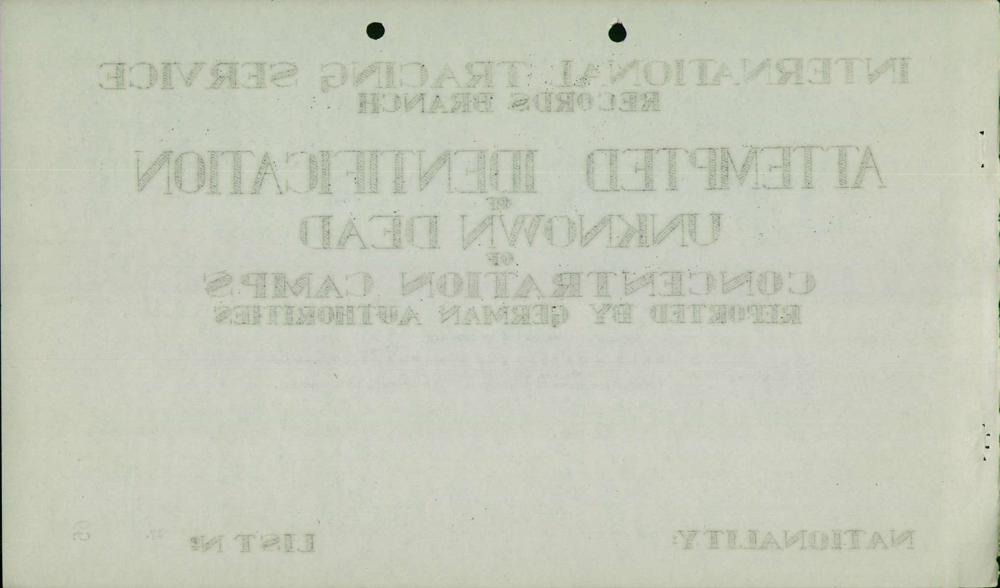 INTERNATIONAL TRACING SERVICE
RECORDS BRANCH
ATTEMPTED IDENTIFICATION
OF
UNKNOWN DEAD
OF
CONCENTRATION CAMPS
REPORTED BY GERMAN AUTHORITIES
NATIONALITY:
LIST Nº